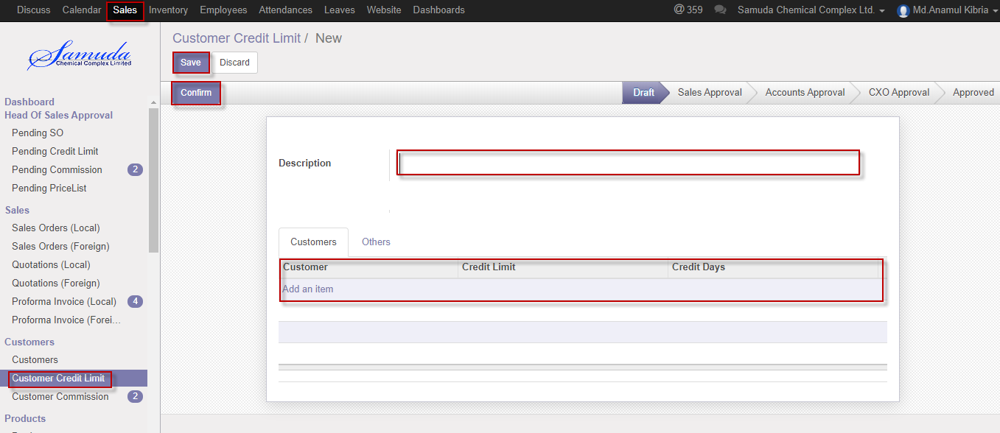 Discuss Calendar Sales Inventory Employees Attendances Leaves Website Dashboards @ 359 Samuda Chemical Complex Ltd. Md.Anamul Kibria
Samuda
Chemical Complex Limited
Customer Credit Limit / New
Save Discard
Confirm Draft Sales Approval Accounts Approval CXO Approval Approved
Dashboard
Head Of Sales Approval
Pending SO
Pending Credit Limit
Pending Commission 2
Pending PriceList
Sales
Sales Orders (Local)
Sales Orders (Foreign)
Quotations (Local)
Quotations (Foreign)
Proforma Invoice (Local) 4
Proforma Invoice (Forei...
Customers
Customers
Customer Credit Limit
Customer Commission 2
Products
Description
Customers Others
Customer Credit Limit Credit Days
Add an item